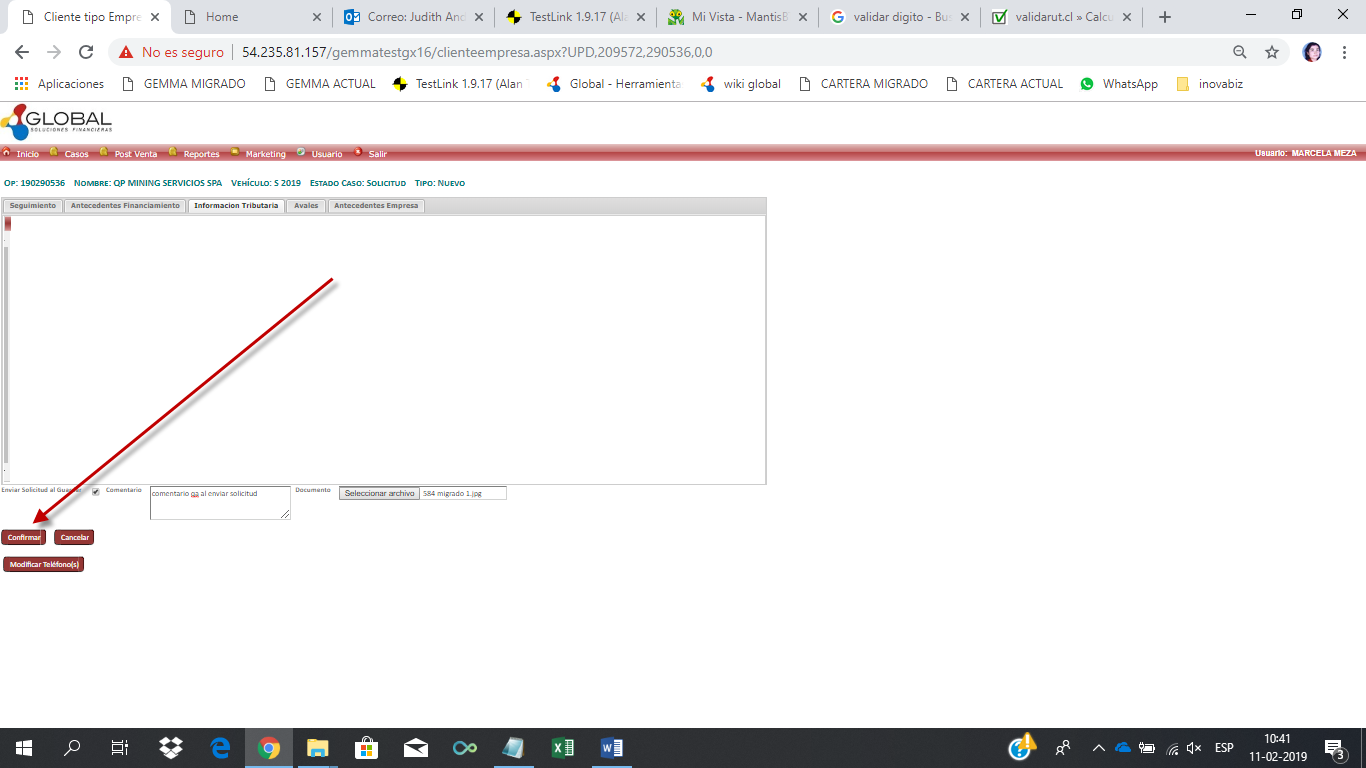 Cliente tipo Empre
Home
Correo: Judith And
TestLink 1.9.17 (Ala
Mi Vista - MantisB
validar digito - Bus
validarut.cl » Calcu
No es seguro
54.235.81.157/gemmatestgx16/clienteempresa.aspx?UPD,209572,290536,0,0
Aplicaciones
GEMMA MIGRADO
GEMMA ACTUAL
TestLink 1.9.17 (Alan
Global - Herramienta
wiki global
CARTERA MIGRADO
CARTERA ACTUAL
WhatsApp
inovabiz
GLOBAL
SOLUCIONES FINANCIERAS
Inicio
Casos
Post Venta
Reportes
Marketing
Usuario
Salir
Usuario: MARCELA MEZA
Op: 190290536 Nombre: QP MINING SERVICIOS SPA Vehículo: S 2019 Estado Caso: Solicitud Tipo: Nuevo
Seguimiento
Antecedentes Financiamiento
Informacion Tributaria
Avales
Antecedentes Empresa
Enviar Solicitud al
Comentario
comentario qa al enviar solicitud
Documento
Seleccionar archivo
584 migrado 1.jpg
Confirmar
Cancelar
Modificar Teléfono(s)
ESP
10:41
11-02-2019
3